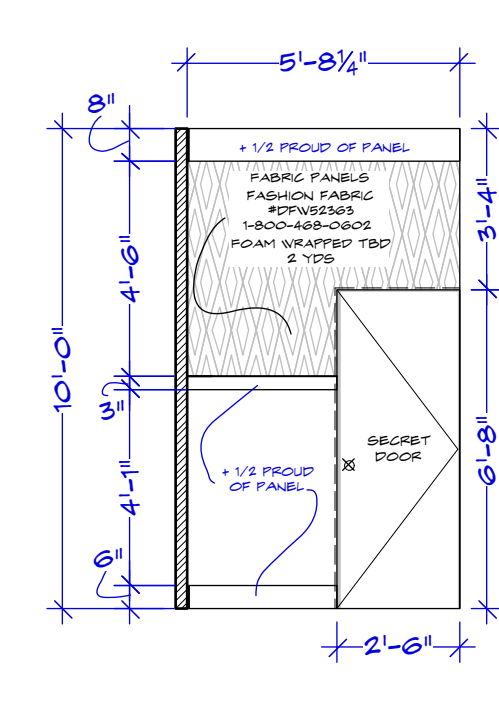 5'-8¼"
8"
+ 1/2 PROUD OF PANEL
FABRIC PANELS
FASHION FABRIC
#DFW52363
1-800-468-0602
FOAM WRAPPED TBD
2 YDS
3'-4"
4'-6"
10'-0"
3"
SECRET
DOOR
+ 1/2 PROUD
OF PANEL
6'-8"
4'-1"
6"
2'-6"